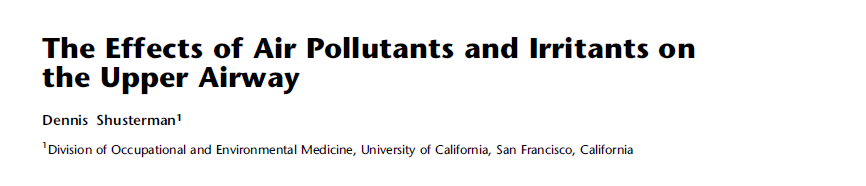 The Effects of Air Pollutants and Irritants on
the Upper Airway
Dennis Shusterman1
1Division of Occupational and Environmental Medicine, University of California, San Francisco, California